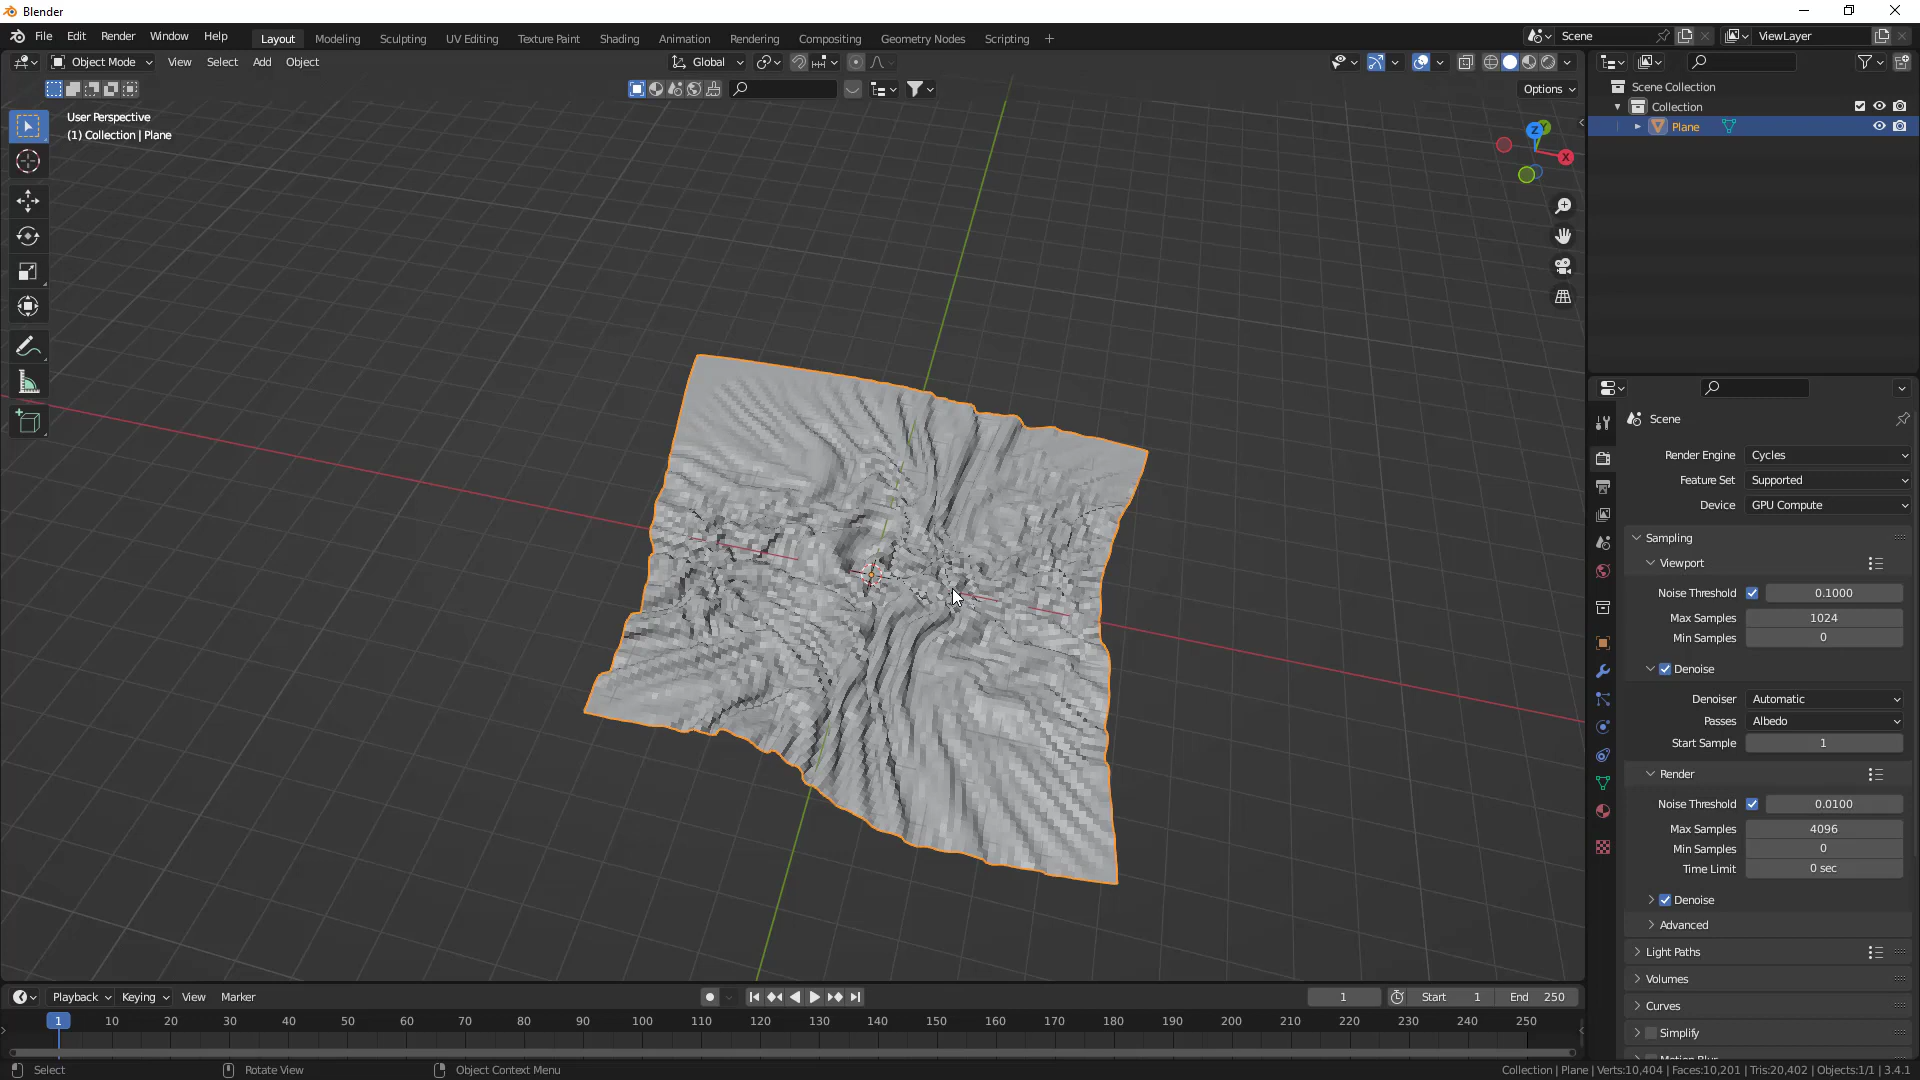 Blender
File Edit Render Window Help
Layout Modeling Sculpting UV Editing Texture Paint Shading Animation Rendering Compositing Geometry Nodes Scripting +
Scene
ViewLayer
Object Mode View Select Add Object
Global
Options
User Perspective
(1) Collection | Plane
Z
Y
X
Scene Collection
Collection
Plane
Scene
Render Engine Cycles
Feature Set Supported
Device GPU Compute
Sampling
Viewport
Noise Threshold 0.1000
Max Samples 1024
Min Samples 0
Denoise
Denoiser Automatic
Passes Albedo
Start Sample 1
Render
Noise Threshold 0.0100
Max Samples 4096
Min Samples 0
Time Limit 0 sec
Denoise
Advanced
Light Paths
Volumes
Curves
Simplify
Motion Blur
Playback Keying View Marker
1 Start 1 End 250
1 10 20 30 40 50 60 70 80 90 100 110 120 130 140 150 160 170 180 190 200 210 220 230 240 250
Select Rotate View Object Context Menu
Collection | Plane | Verts:10,404 | Faces:10,201 | Tris:20,402 | Objects:1/1 | 3.4.1